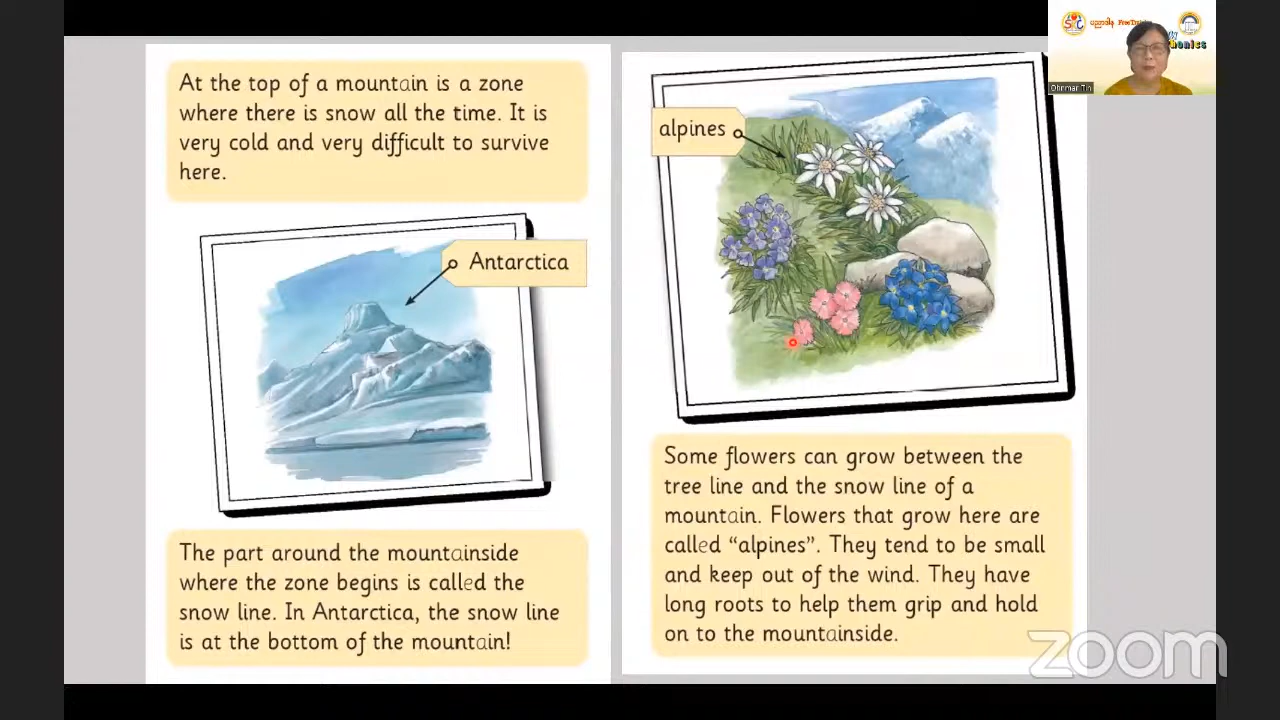 At the top of a mountain is a zone
where there is snow all the time. It is
very cold and very difficult to survive
here.
Antarctica
The part around the mountainside
where the zone begins is called the
snow line. In Antarctica, the snow line
is at the bottom of the mountain!
alpines
Some flowers can grow between the
tree line and the snow line of a
mountain. Flowers that grow here are
called “alpines”. They tend to be small
and keep out of the wind. They have
long roots to help them grip and hold
on to the mountainside.
Ohnmar Tin
zoom